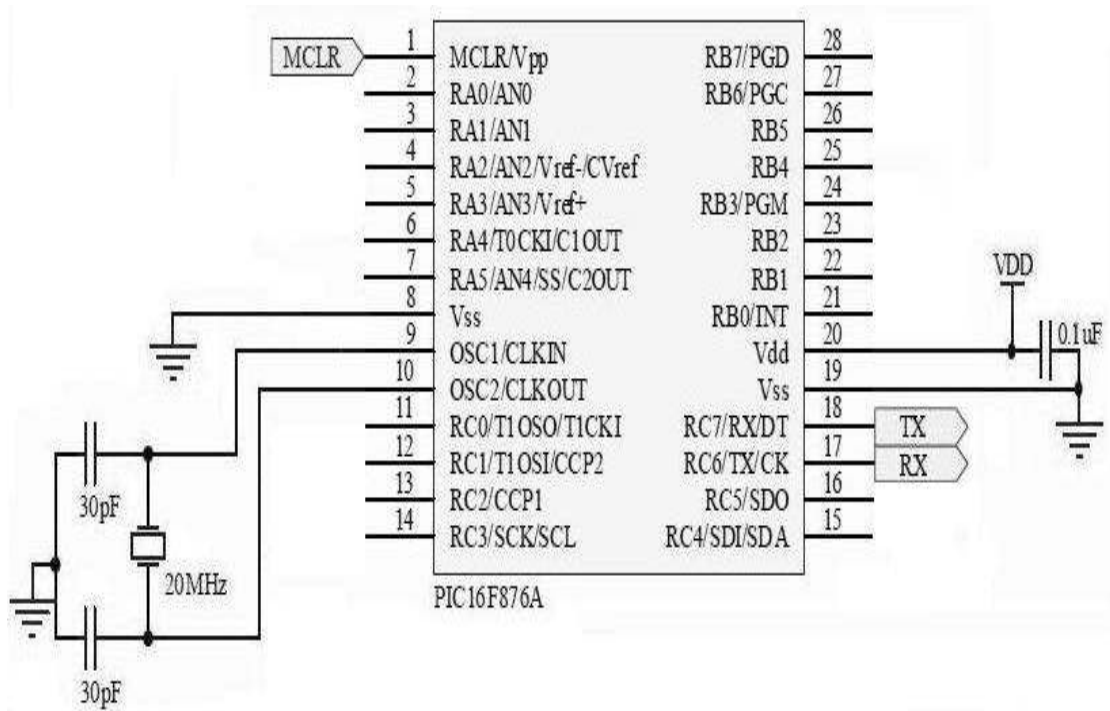 MCLR
1
MCLR/Vpp
RB7/PGD
28
2
RA0/AN0
RB6/PGC
27
3
RA1/AN1
RB5
26
4
RA2/AN2/Vref-/CVref
RB4
25
5
RA3/AN3/Vref+
RB3/PGM
24
6
RA4/T0CKI/C1OUT
RB2
23
7
RA5/AN4/SS/C2OUT
RB1
22
VDD
8
Vss
RB0/INT
21
0.1uF
9
OSC1/CLKIN
Vdd
20
10
OSC2/CLKOUT
Vss
19
11
RC0/T1OSO/T1CKI
RC7/RX/DT
18
TX
12
RC1/T1OSI/CCP2
RC6/TX/CK
17
RX
30pF
13
RC2/CCP1
RC5/SDO
16
14
RC3/SCK/SCL
RC4/SDI/SDA
15
20MHz
PIC16F876A
30pF